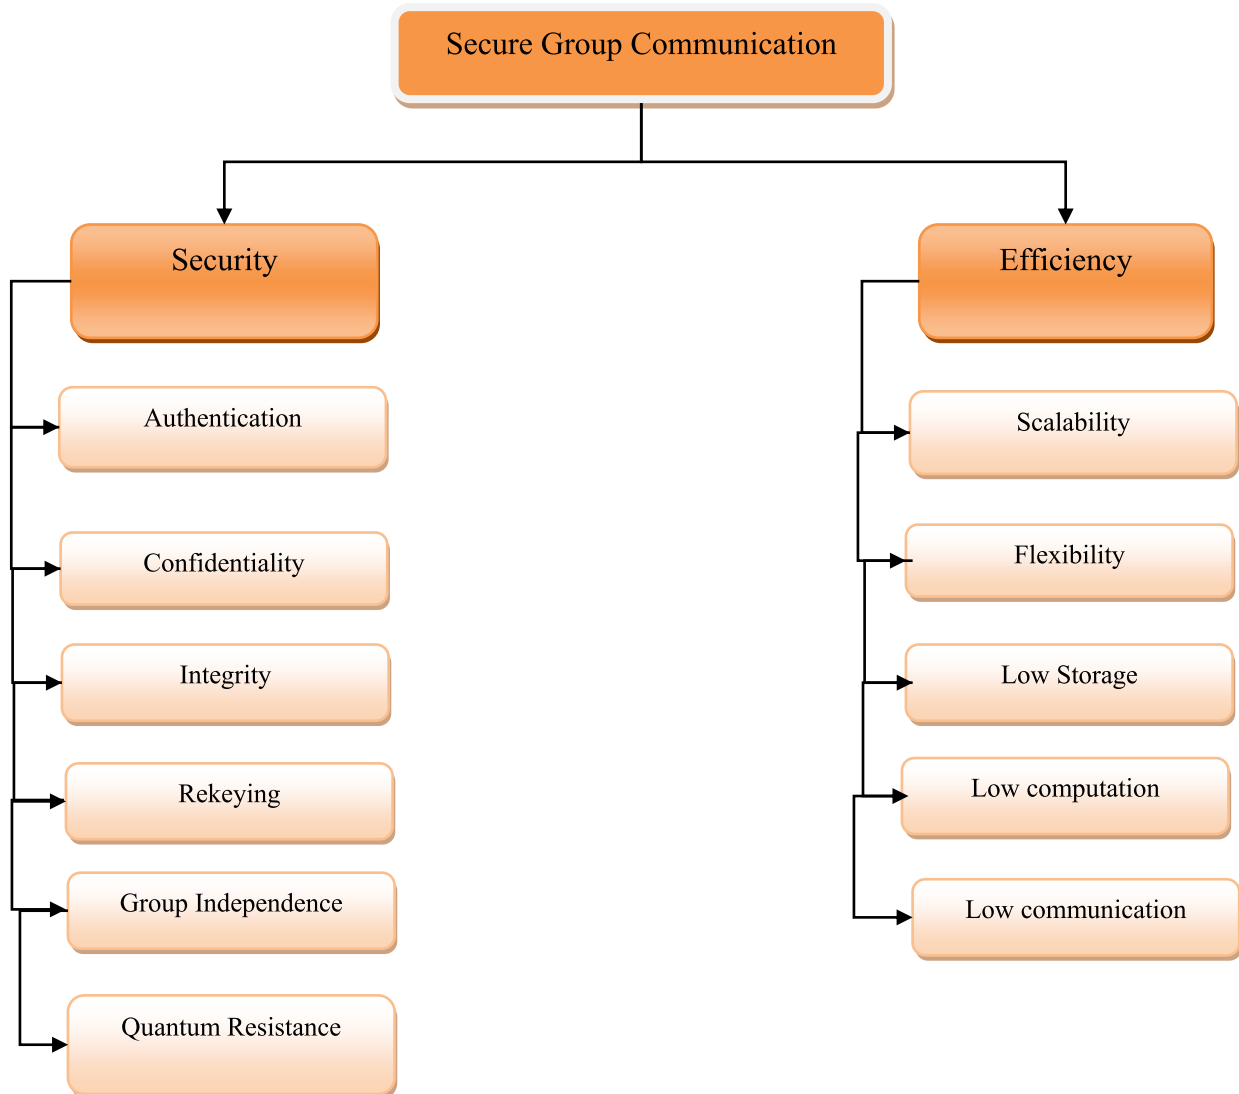 Secure Group Communication
Security
Authentication
Confidentiality
Integrity
Rekeying
Group Independence
Quantum Resistance
Efficiency
Scalability
Flexibility
Low Storage
Low computation
Low communication